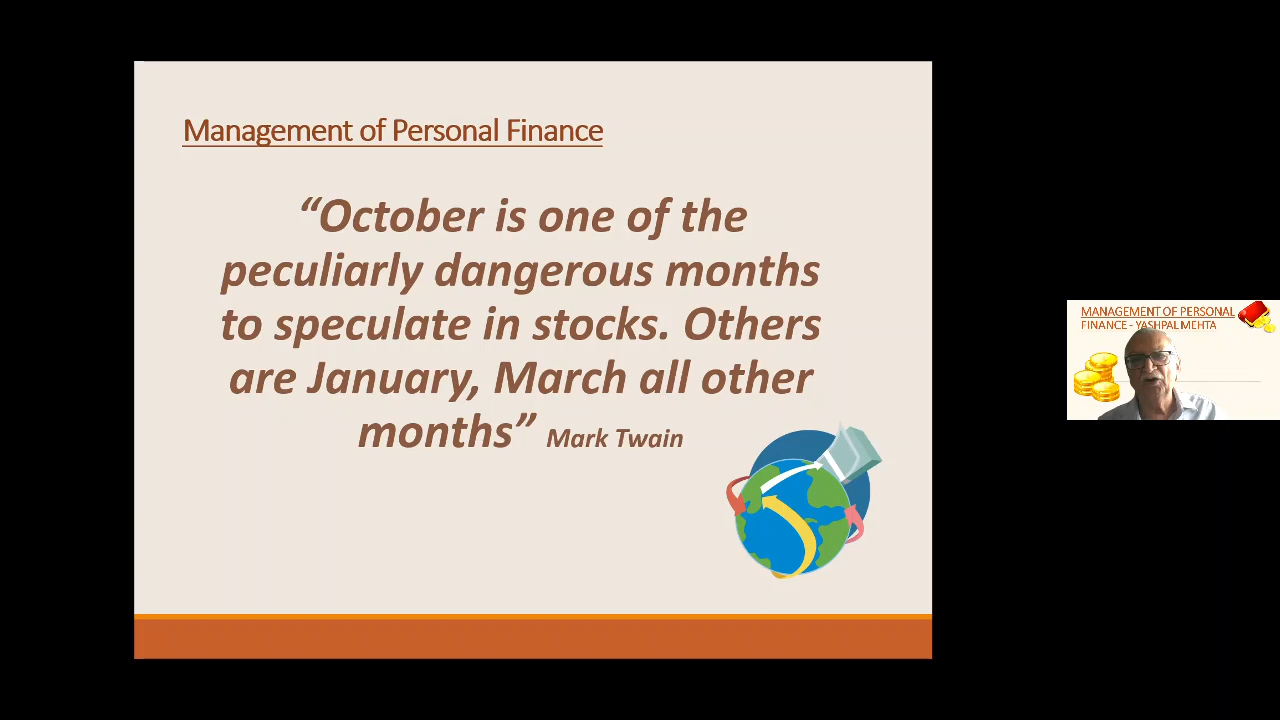 Management of Personal Finance
“October is one of the
peculiarly dangerous months
to speculate in stocks. Others
are January, March all other
months” Mark Twain
MANAGEMENT OF PERSONAL
FINANCE - YASHPAL MEHTA